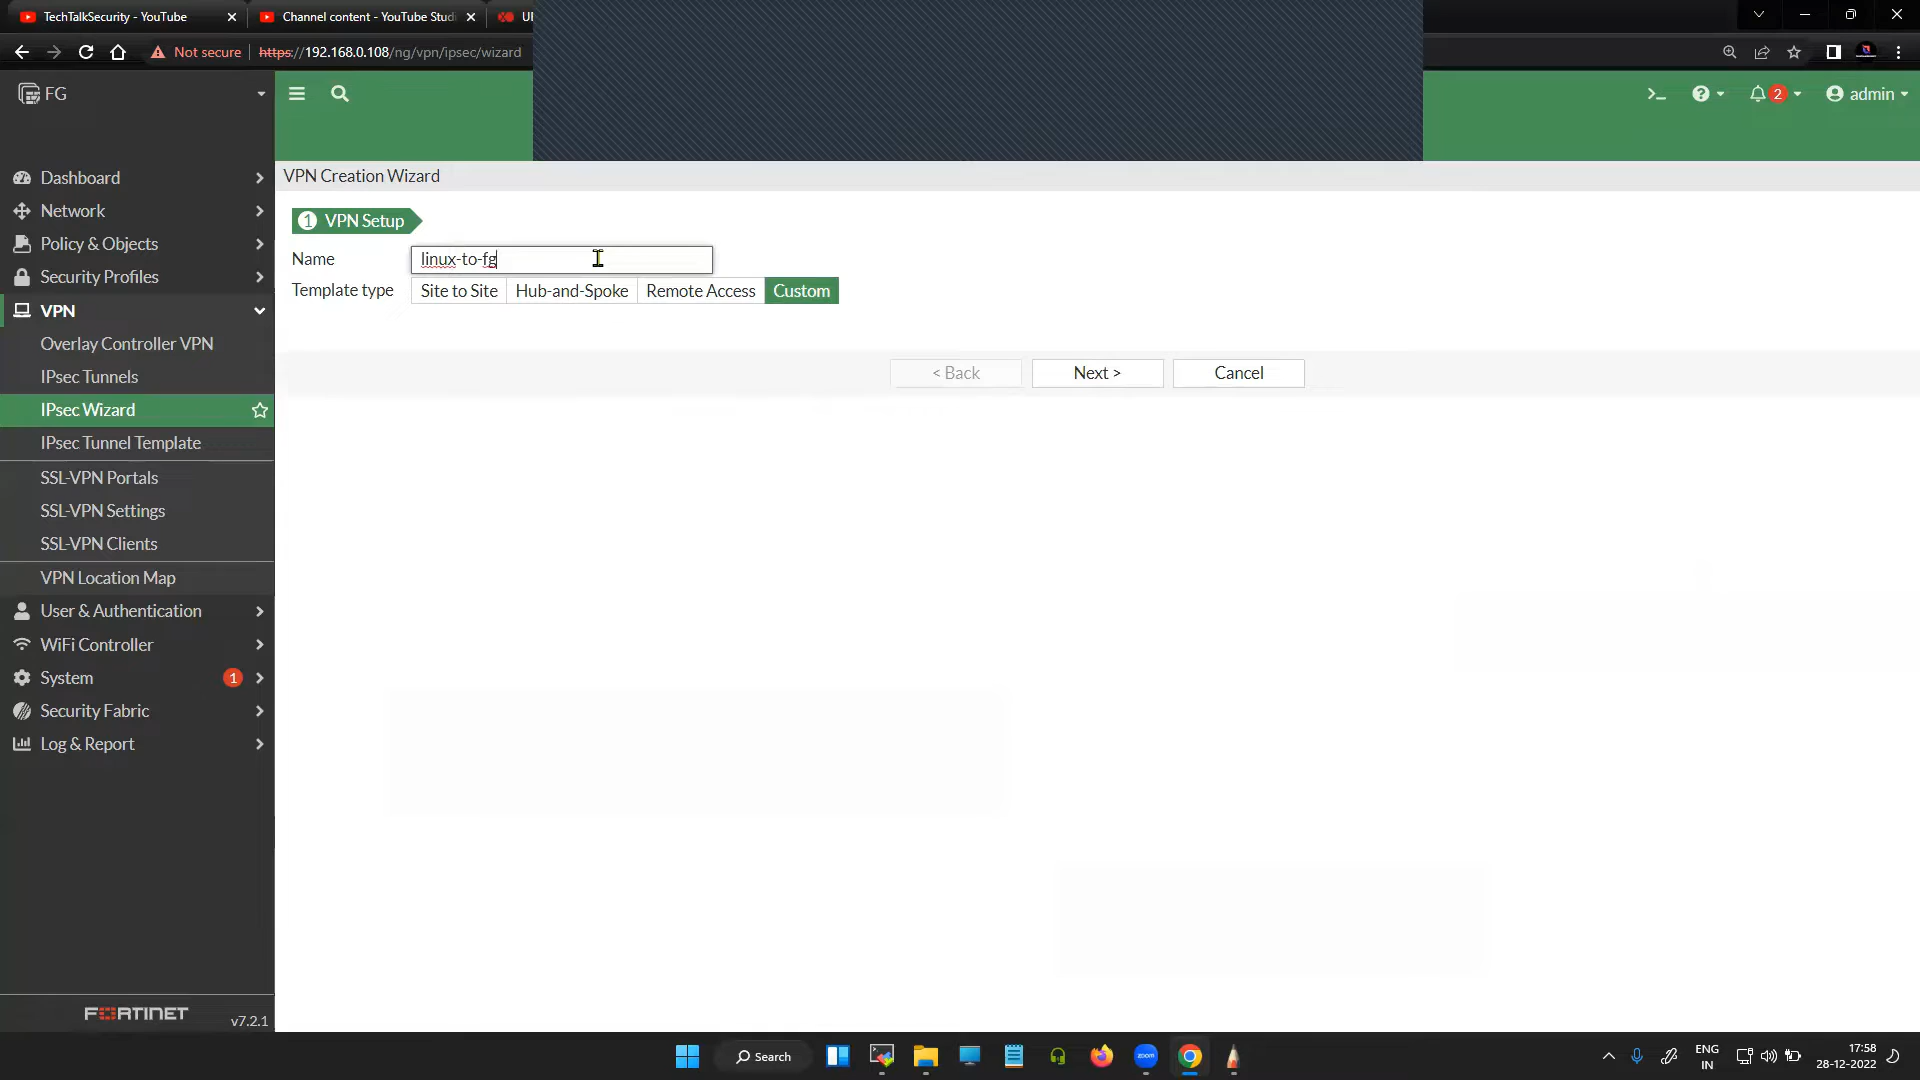 TechTalkSecurity - YouTube
Channel content - YouTube Studi
Not secure https://192.168.0.108/ng/vpn/ipsec/wizard
FG
>_ ? 2 admin
VPN Creation Wizard
Dashboard
Network
Policy & Objects
Security Profiles
VPN
Overlay Controller VPN
IPsec Tunnels
IPsec Wizard
IPsec Tunnel Template
SSL-VPN Portals
SSL-VPN Settings
SSL-VPN Clients
VPN Location Map
User & Authentication
WiFi Controller
System 1
Security Fabric
Log & Report
FORTINET v7.2.1
1 VPN Setup
Name linux-to-fg
Template type Site to Site Hub-and-Spoke Remote Access Custom
< Back Next > Cancel
Search
zoom
ENG
IN
17:58
28-12-2022